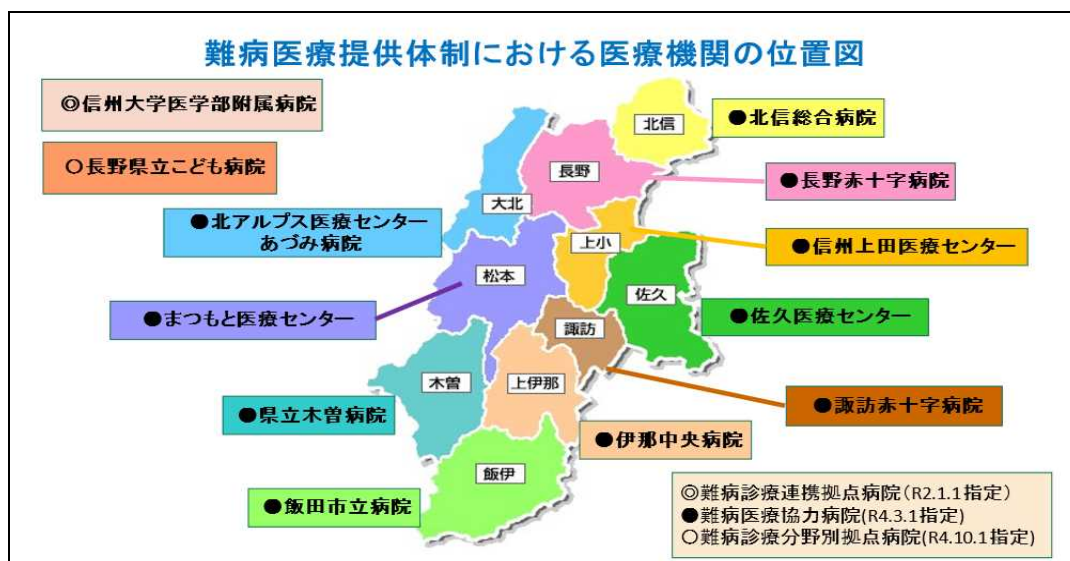 難病医療提供体制における医療機関の位置図
◎信州大学医学部附属病院
○長野県立こども病院
北信
●北信総合病院
長野
●長野赤十字病院
大北
●北アルプス医療センター
あづみ病院
上小
●信州上田医療センター
松本
佐久
●まつもと医療センター
●佐久医療センター
諏訪
木曽
上伊那
●県立木曽病院
●諏訪赤十字病院
●伊那中央病院
飯伊
●飯田市立病院
◎難病診療連携拠点病院(R2.1.1指定)
●難病医療協力病院(R4.3.1指定)
○難病診療分野別拠点病院(R4.10.1指定)